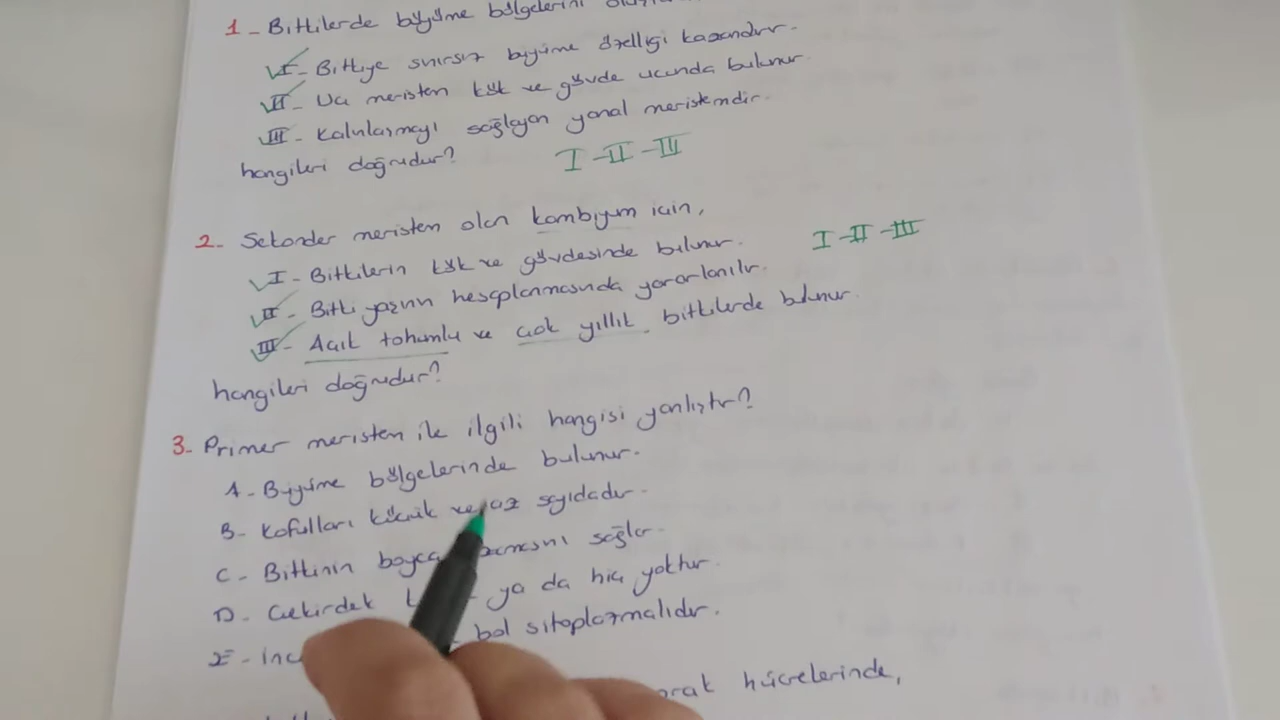 1 - Bitkilerde büyüme bölgelerini
I - Bitkiye sınırsız büyüme özelliği kazandırır.
II - Uc meristem kök ve gövde ucunda bulunur.
III - Kalınlaşmayı sağlayan yanal meristemdir.
hangileri doğrudur? I - II - III
2 - Sekonder meristem olan kambiyum için,
I - Bitkilerin kök ve gövdesinde bulunur. I - II - III
II - Bitki yaşının hesaplanmasında yararlanılır.
III - Açık tohumlu ve çok yıllık bitkilerde bulunur.
hangileri doğrudur?
3 - Primer meristem ile ilgili hangisi yanlıştır?
A - Büyüme bölgelerinde bulunur.
B - Kofulları küçük ve az sayıdadır.
C - Bitkinin boyca sağlar.
D - Çekirdek ya da hiç yoktur.
E - bol sitoplazmalıdır.
hücrelerinde,